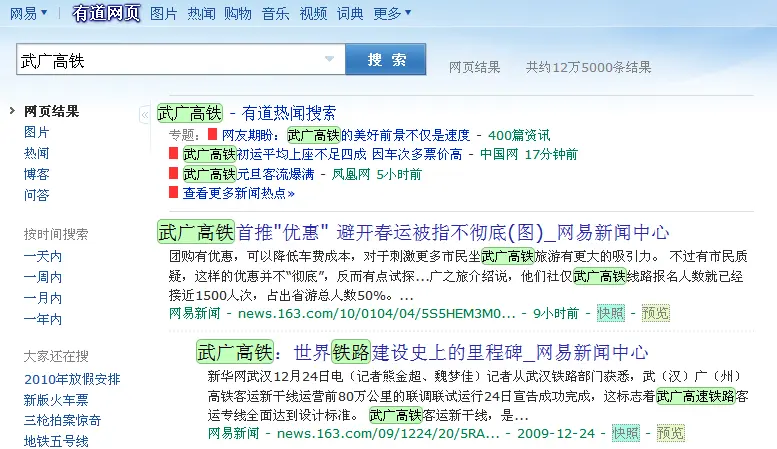 网易▾ | 有道网页 图片 热闻 购物 音乐 视频 词典 更多▾
武广高铁 搜 索 网页结果 共约12万5000条结果
网页结果
图片
热闻
博客
问答
按时间搜索
一天内
一周内
一月内
一年内
大家还在搜
2010年放假安排
新版火车票
三枪拍案惊奇
地铁五号线
«
武广高铁 - 有道热闻搜索
专题: 网友期盼：武广高铁的美好前景不仅是速度 - 400篇资讯
武广高铁初运平均上座不足四成 因车次多票价高 - 中国网 17分钟前
武广高铁元旦客流爆满 - 凤凰网 5小时前
查看更多新闻热点»
武广高铁首推"优惠" 避开春运被指不彻底(图)_网易新闻中心
团购有优惠，可以降低车费成本，对于刺激更多市民坐武广高铁旅游有更大的吸引力。 不过有市民质
疑，这样的优惠并不“彻底”，反而有点试探...广之旅介绍说，他们社仅武广高铁线路报名人数就已经
接近1500人次，占出省游总人数50%。...
网易新闻 - news.163.com/10/0104/04/5S5HEM3M0... - 9小时前 - 快照 - 预览
武广高铁：世界铁路建设史上的里程碑_网易新闻中心
新华网武汉12月24日电（记者熊金超、魏梦佳）记者从武汉铁路部门获悉，武（汉）广（州）
高铁客运新干线运营前80万公里的联调联试运行24日宣告成功完成，这标志着武广高速铁路客
运专线全面达到设计标准。 武广高铁客运新干线，是...
网易新闻 - news.163.com/09/1224/20/5RA... - 2009-12-24 - 快照 - 预览